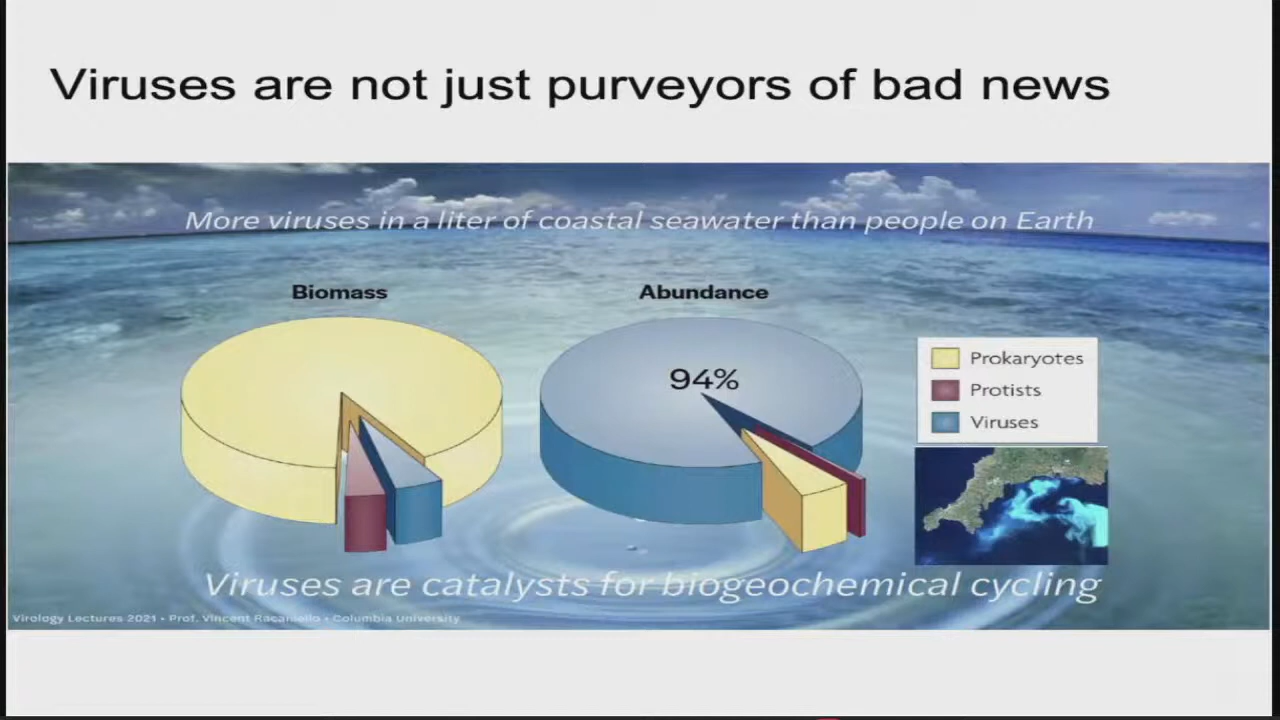 Viruses are not just purveyors of bad news
More viruses in a liter of coastal seawater than people on Earth
Biomass
Abundance
94%
Prokaryotes
Protists
Viruses
Viruses are catalysts for biogeochemical cycling
Virology Lectures 2021 • Prof. Vincent Racaniello • Columbia University